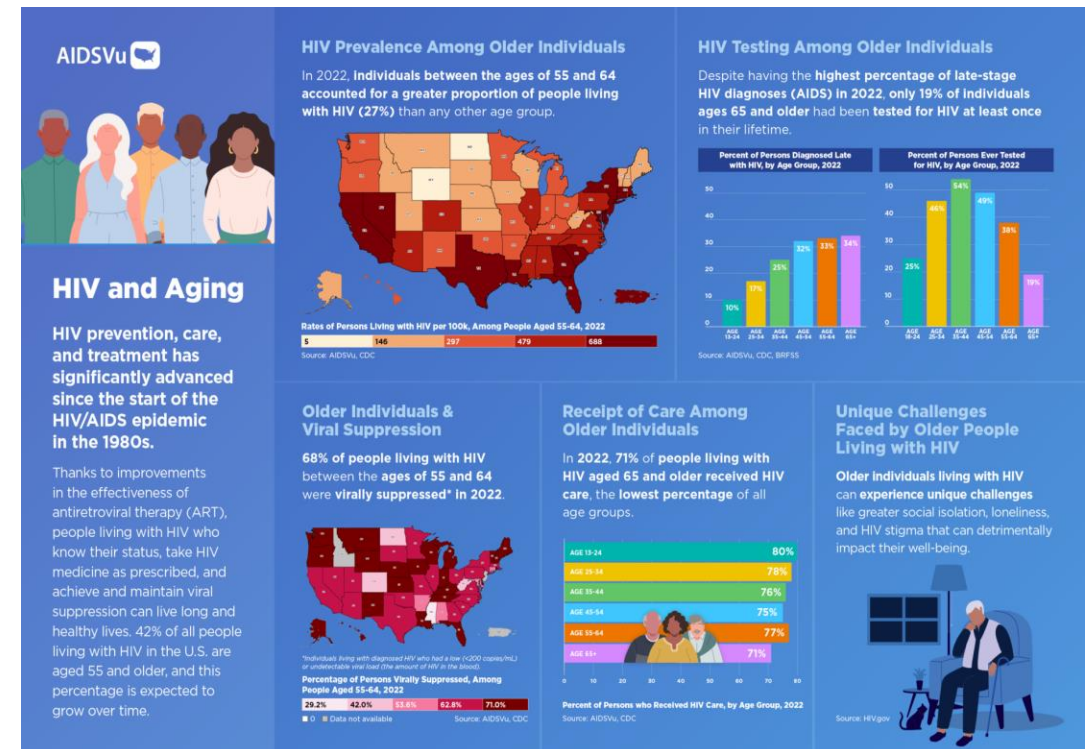 AIDSVu
HIV and Aging
HIV prevention, care,
and treatment has
significantly advanced
since the start of the
HIV/AIDS epidemic
in the 1980s.
Thanks to improvements
in the effectiveness of
antiretroviral therapy (ART),
people living with HIV who
know their status, take HIV
medicine as prescribed, and
achieve and maintain viral
suppression can live long and
healthy lives. 42% of all people
living with HIV in the U.S. are
aged 55 and older, and this
percentage is expected to
grow over time.
HIV Prevalence Among Older Individuals
In 2022, individuals between the ages of 55 and 64
accounted for a greater proportion of people living
with HIV (27%) than any other age group.
Rates of Persons Living with HIV per 100k, Among People Aged 55-64, 2022
5 146 297 479 688
Source: AIDSVu, CDC
HIV Testing Among Older Individuals
Despite having the highest percentage of late-stage
HIV diagnoses (AIDS) in 2022, only 19% of individuals
ages 65 and older had been tested for HIV at least once
in their lifetime.
Percent of Persons Diagnosed Late
with HIV, by Age Group, 2022
50
40
30
20
10
0
10%
17%
25%
32%
33%
34%
AGE 13-24
AGE 25-34
AGE 35-44
AGE 45-54
AGE 55-64
AGE 65+
Percent of Persons Ever Tested
for HIV, by Age Group, 2022
50
40
30
20
10
0
25%
46%
54%
49%
38%
19%
AGE 18-24
AGE 25-34
AGE 35-44
AGE 45-54
AGE 55-64
AGE 65+
Source: AIDSVu, CDC, BRFSS
Older Individuals &
Viral Suppression
68% of people living with HIV
between the ages of 55 and 64
were virally suppressed* in 2022.
*Individuals living with diagnosed HIV who had a low (<200 copies/mL)
or undetectable viral load (the amount of HIV in the blood).
Percentage of Persons Virally Suppressed, Among
People Aged 55-64, 2022
29.2% 42.0% 53.6% 62.8% 71.0%
0 Data not available
Source: AIDSVu, CDC
Receipt of Care Among
Older Individuals
In 2022, 71% of people living with
HIV aged 65 and older received HIV
care, the lowest percentage of all
age groups.
AGE 13-24 80%
AGE 25-34 78%
AGE 35-44 76%
AGE 45-54 75%
AGE 55-64 77%
AGE 65+ 71%
0 10 20 30 40 50 60 70 80
Percent of Persons who Received HIV Care, by Age Group, 2022
Source: AIDSVu, CDC
Unique Challenges
Faced by Older People
Living with HIV
Older individuals living with HIV
can experience unique challenges
like greater social isolation, loneliness,
and HIV stigma that can detrimentally
impact their well-being.
Source: HIV.gov